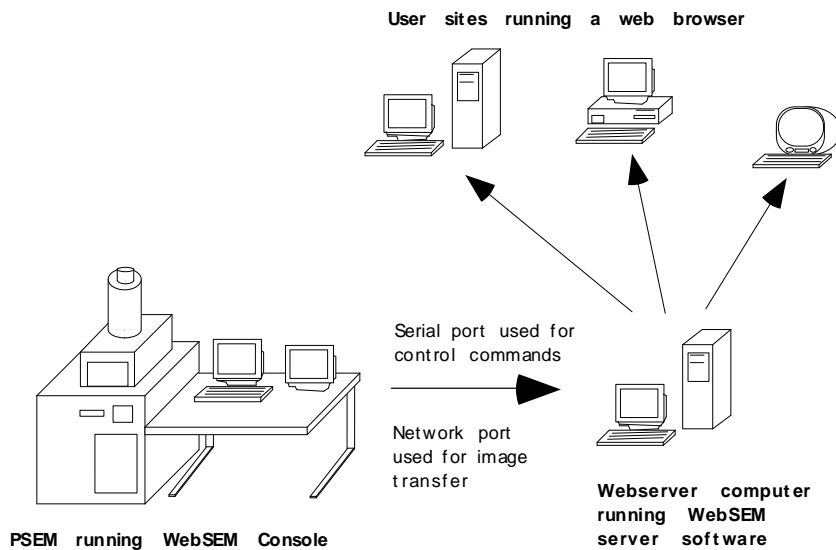 User sites running a web browser
Serial port used for
control commands
Network port
used for image
transfer
Webserver computer
running WebSEM
server software
PSEM running WebSEM Console